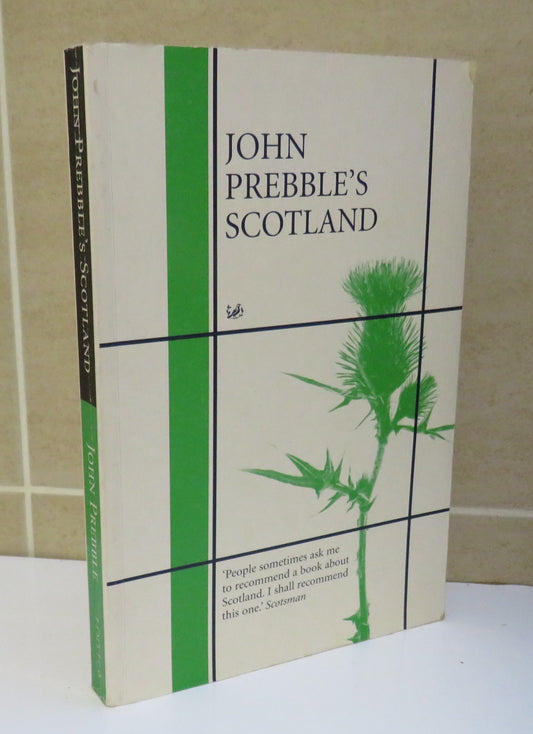 JOHN PREBBLE'S SCOTLAND
JOHN PREBBLE
JOHN
PREBBLE'S
SCOTLAND
'People sometimes ask me
to recommend a book about
Scotland. I shall recommend
this one.' Scotsman